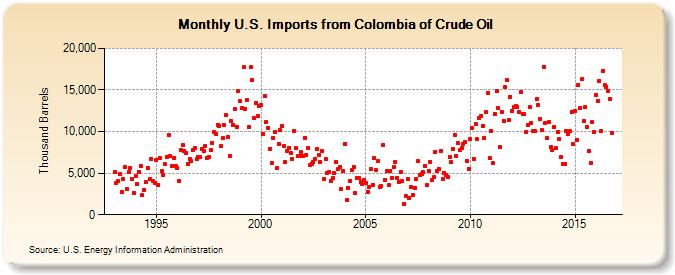 Monthly U.S. Imports from Colombia of Crude Oil
Thousand Barrels
20,000
15,000
10,000
5,000
0
1995 2000 2005 2010 2015
Source: U.S. Energy Information Administration